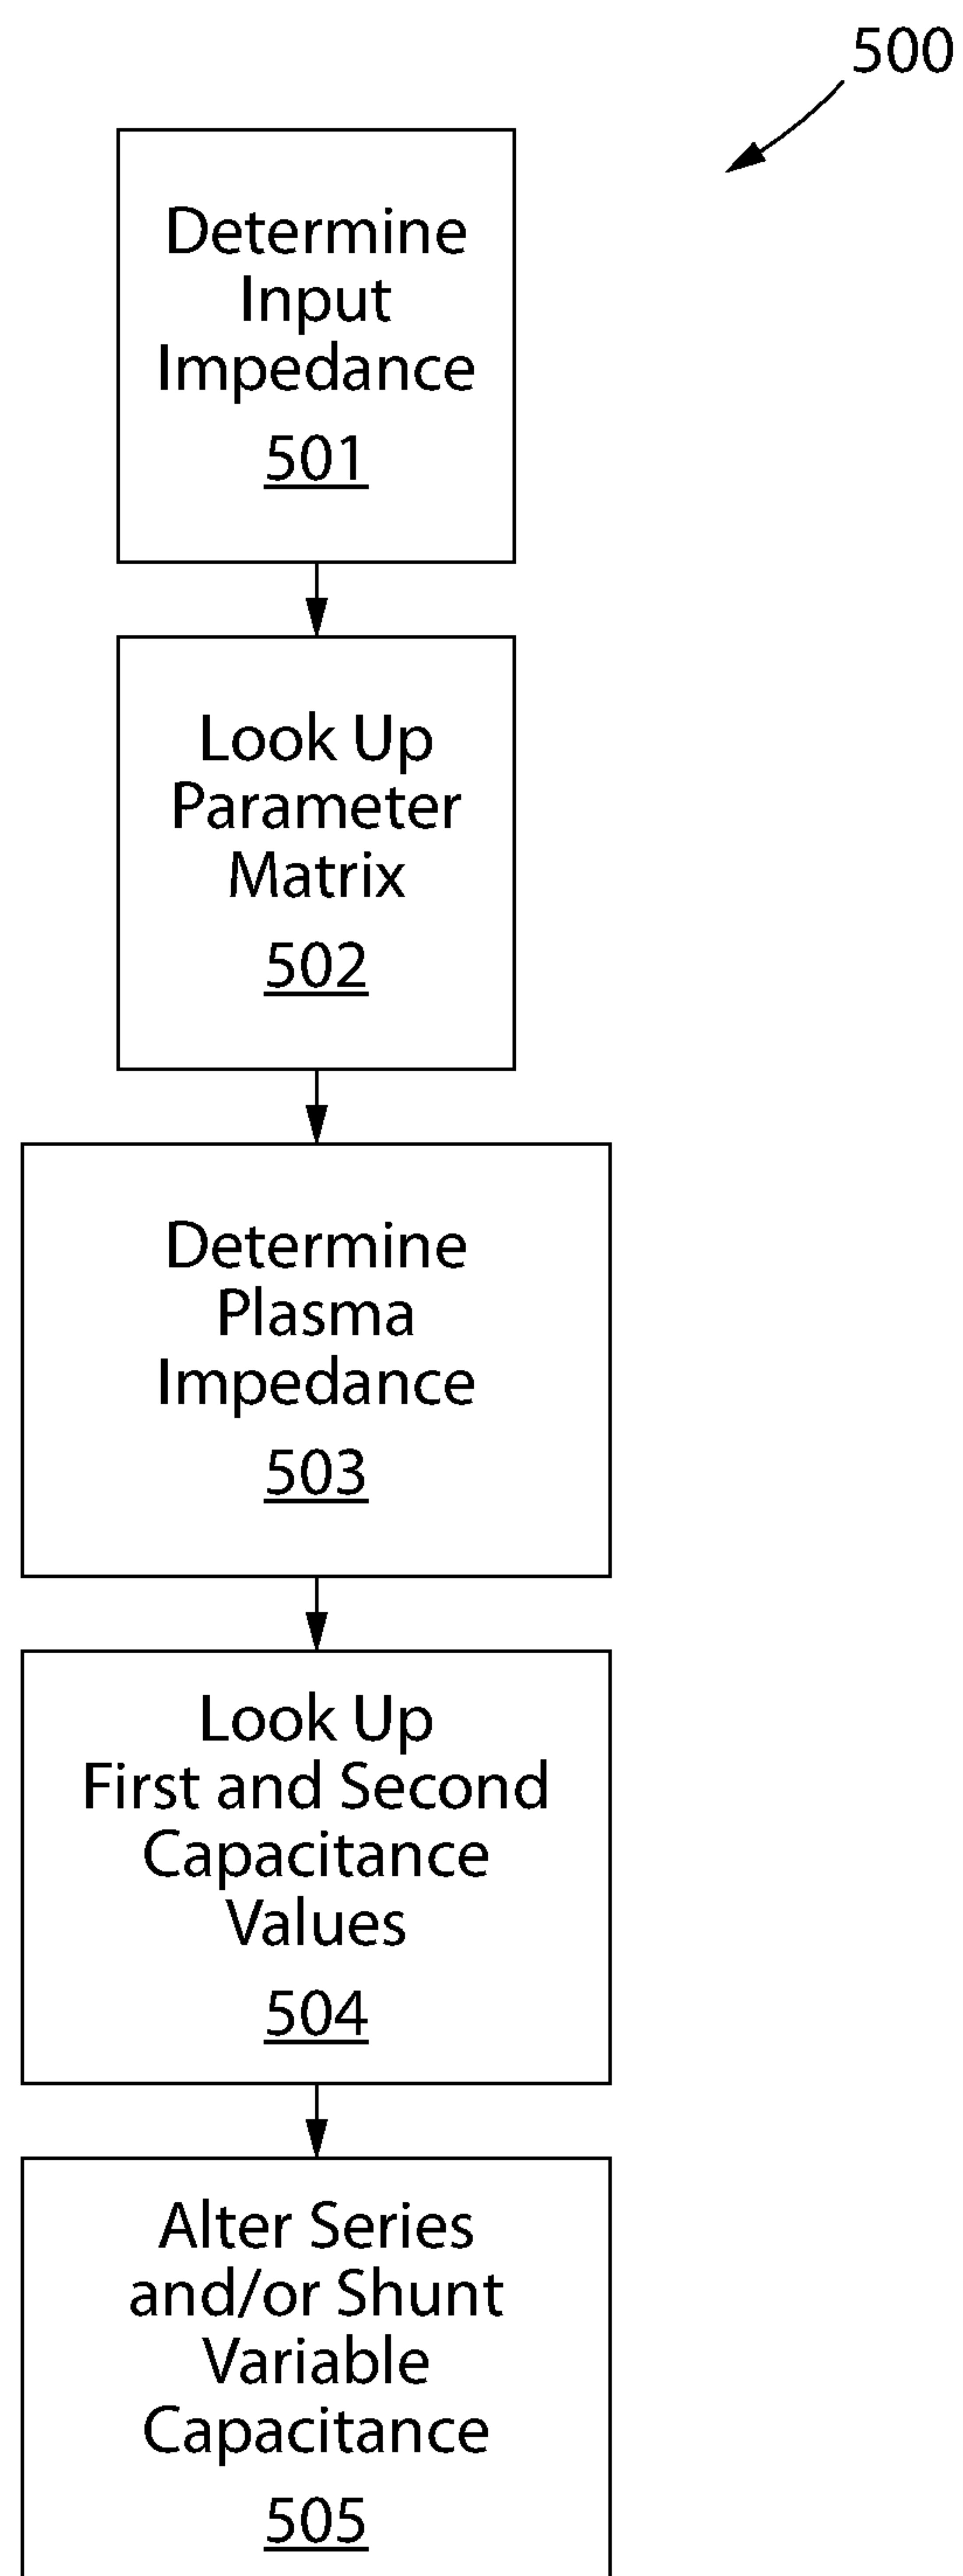 500
Determine
Input
Impedance
501
Look Up
Parameter
Matrix
502
Determine
Plasma
Impedance
503
Look Up
First and Second
Capacitance
Values
504
Alter Series
and/or Shunt
Variable
Capacitance
505